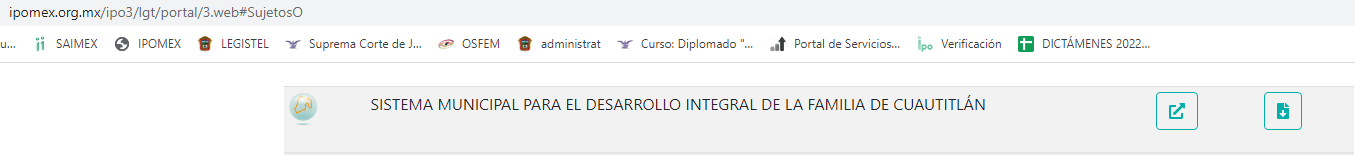 ipomex.org.mx/ipo3/lgt/portal/3.web#SujetosO
u... SAIMEX IPOMEX LEGISTEL Suprema Corte de J... OSFEM administrat Curso: Diplomado "... Portal de Servicios... ipo Verificación DICTÁMENES 2022...
SISTEMA MUNICIPAL PARA EL DESARROLLO INTEGRAL DE LA FAMILIA DE CUAUTITLÁN